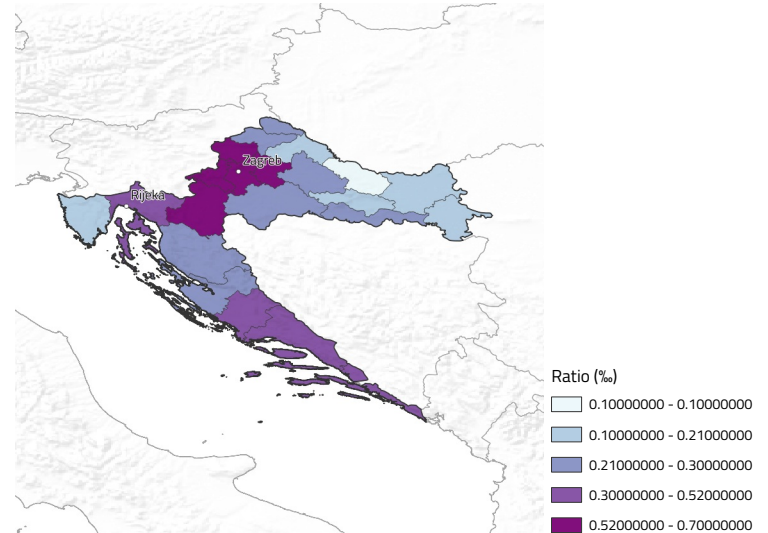 Zagreb
Rijeka
Ratio (‰)
0.10000000 - 0.10000000
0.10000000 - 0.21000000
0.21000000 - 0.30000000
0.30000000 - 0.52000000
0.52000000 - 0.70000000